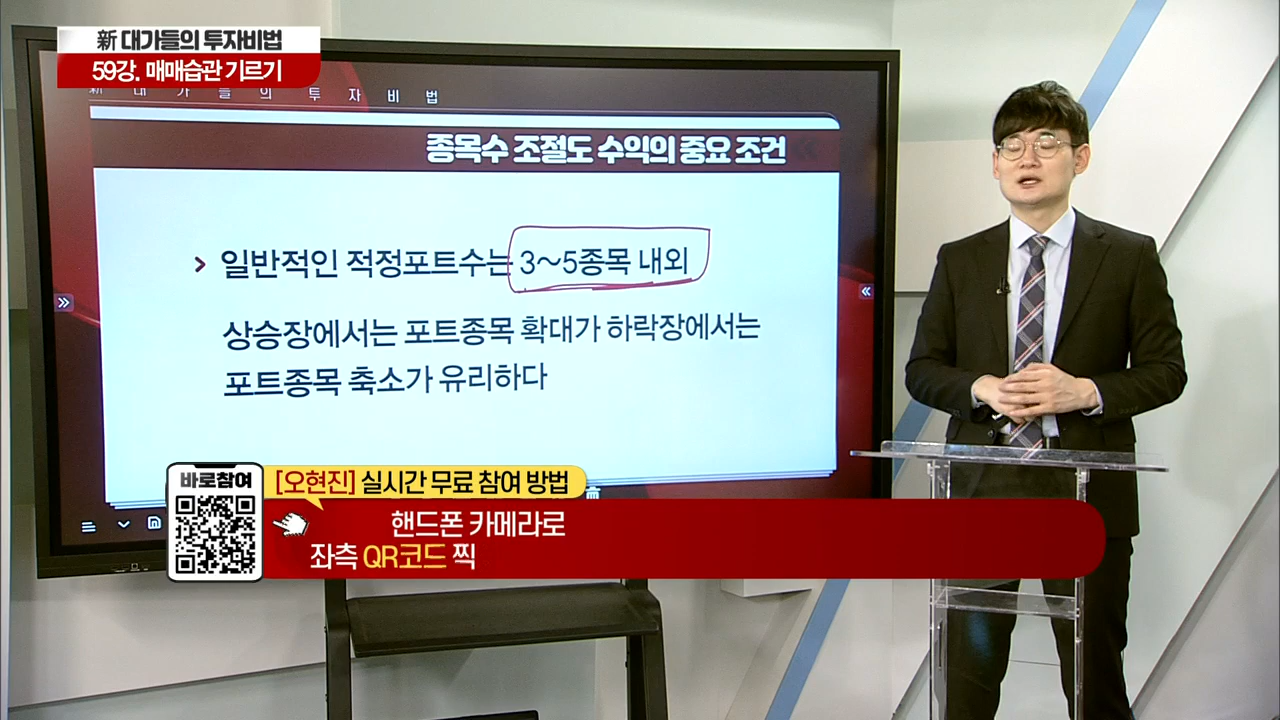 新 대가들의 투자비법
59강. 매매습관 기르기
新 대 가 들 의 투 자 비 법
종목수 조절도 수익의 중요 조건
일반적인 적정포트수는 3~5종목 내외
상승장에서는 포트종목 확대가 하락장에서는
포트종목 축소가 유리하다
바로참여
[오현진] 실시간 무료 참여 방법
핸드폰 카메라로
좌측 QR코드 찍